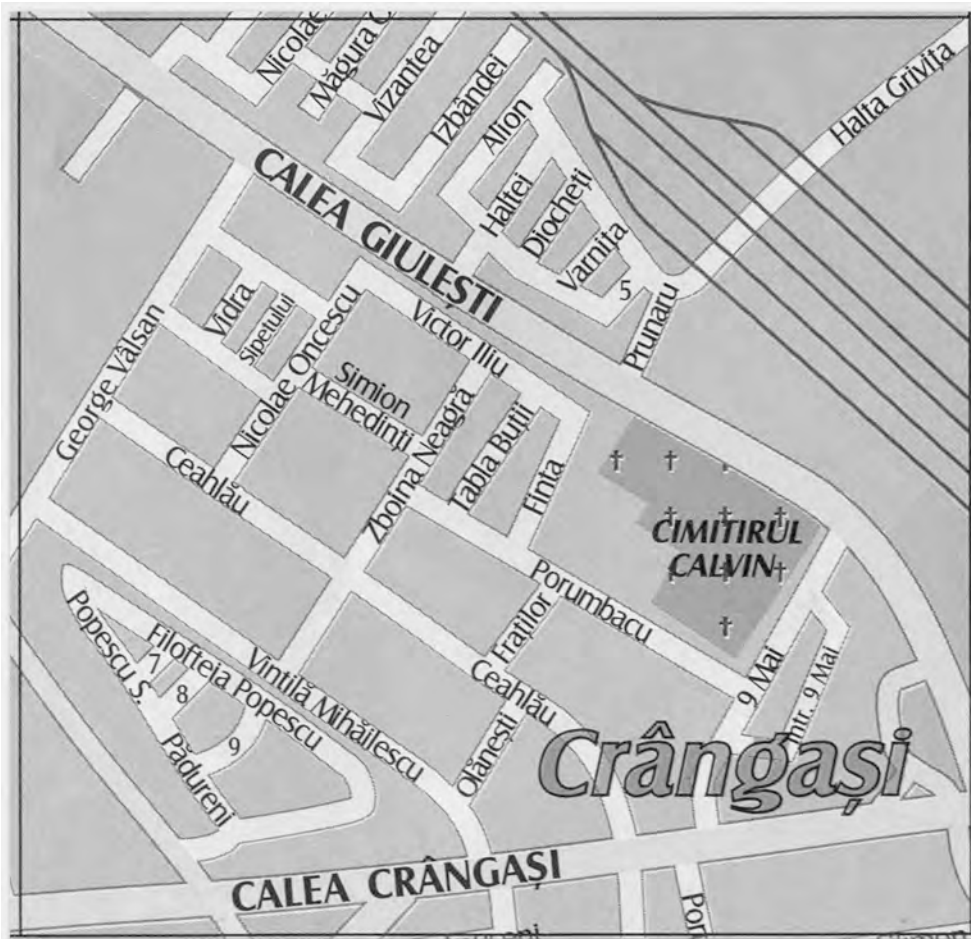 Nicolae
Măgura C
Vizantea
Izbândei
Alion
Halta Grivița
CALEA GIULEȘTI
Haltei
Diocheți
Varnița
5
Prunaru
Vidra
Sipetului
Nicolae Oncescu
Victor Iliu
George Vâlsan
Simion
Mehedinți
Zboina Neagră
Tabla Buții
Finta
Ceahlău
CIMITIRUL
CALVIN
Porumbacu
Fraților
Popescu S.
Filofteia Popescu
7
8
9
Vintilă Mihăilescu
Ceahlău
9 Mai
Intr. 9 Mai
Olănești
Pădureni
Crângași
CALEA CRÂNGAȘI